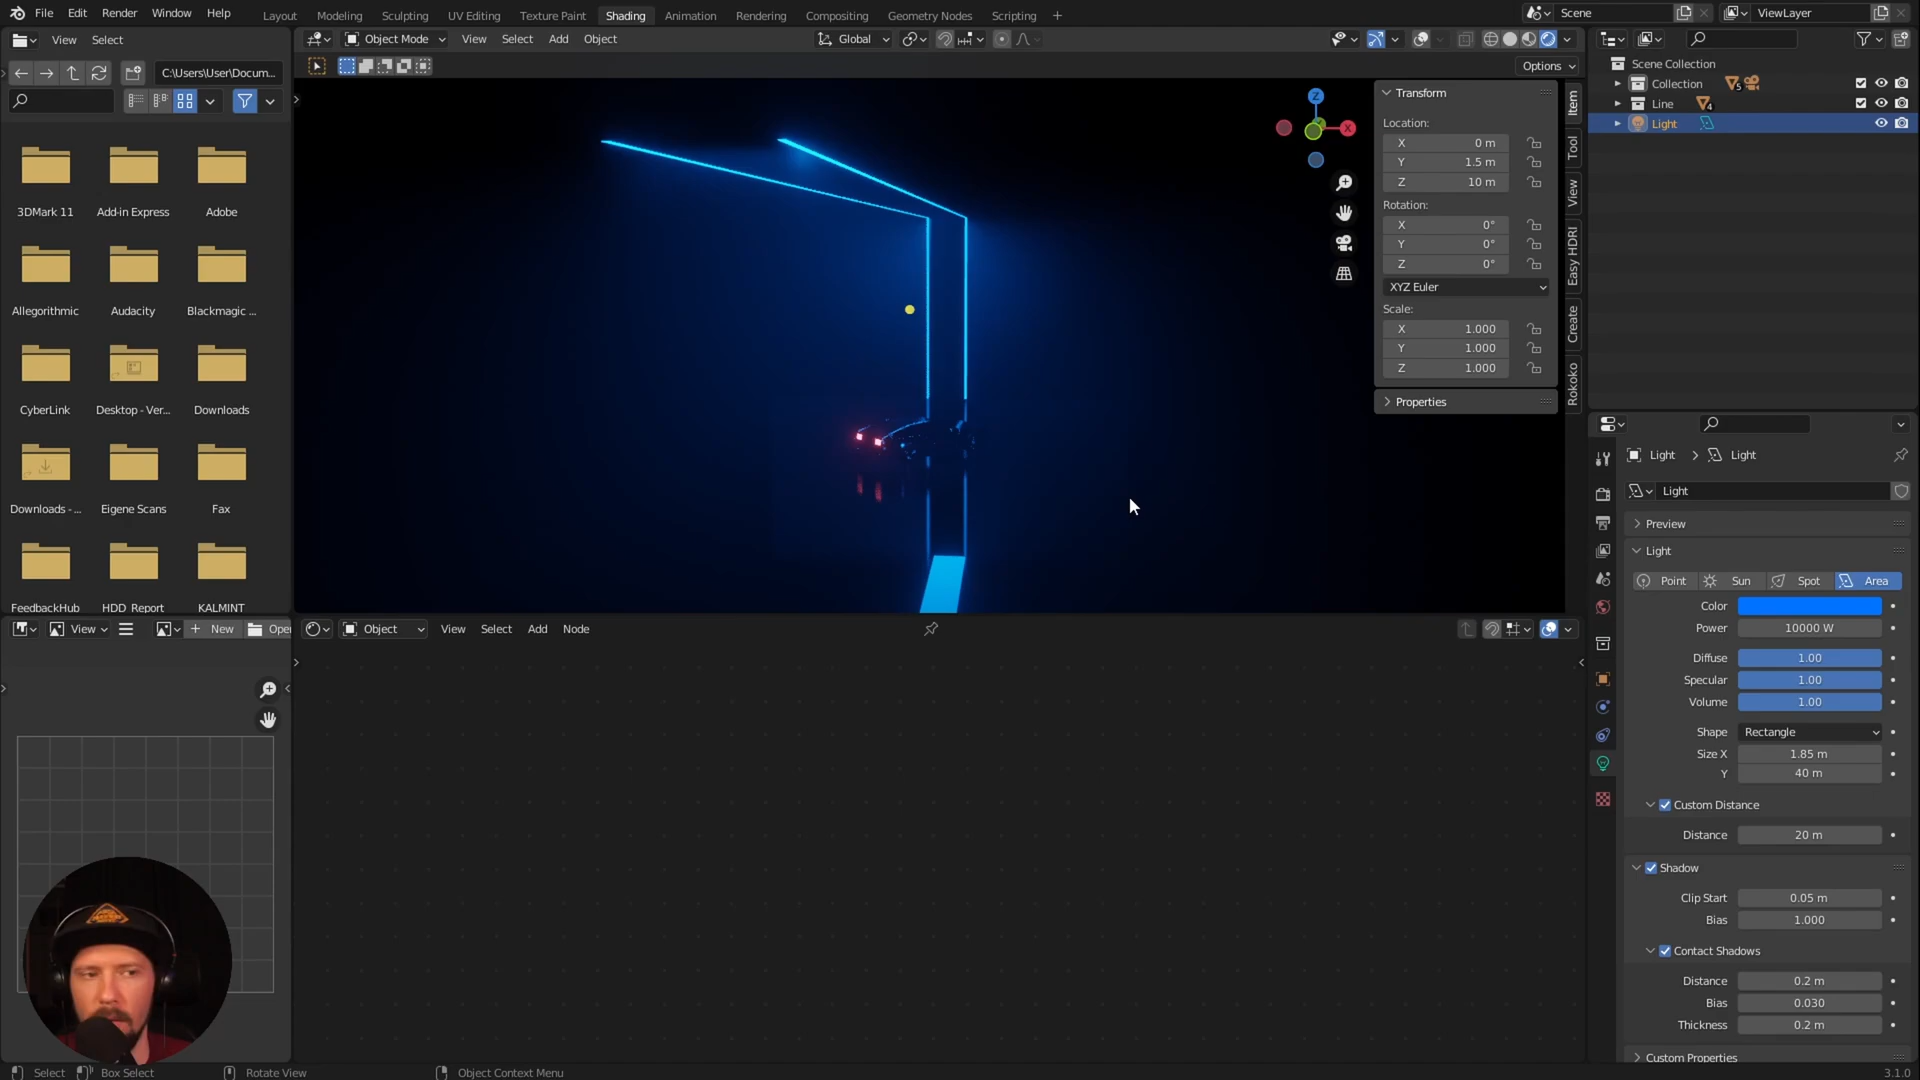 File Edit Render Window Help
Layout Modeling Sculpting UV Editing Texture Paint Shading Animation Rendering Compositing Geometry Nodes Scripting
Scene ViewLayer
View Select
Object Mode View Select Add Object
Global
C:\Users\User\Docum...
Options
3DMark 11 Add-in Express Adobe
Allegorithmic Audacity Blackmagic ...
CyberLink Desktop - Ver... Downloads
Downloads - ... Eigene Scans Fax
FeedbackHub HDD_Report KALMINT
Z
X
Transform
Location:
X 0 m
Y 1.5 m
Z 10 m
Rotation:
X 0°
Y 0°
Z 0°
XYZ Euler
Scale:
X 1.000
Y 1.000
Z 1.000
Properties
Item
Tool
View
Easy HDRI
Create
Rokoko
Scene Collection
Collection 5
Line 4
Light
Light > Light
Light
Preview
Light
Point Sun Spot Area
Color
Power 10000 W
Diffuse 1.00
Specular 1.00
Volume 1.00
Shape Rectangle
Size X 1.85 m
Y 40 m
Custom Distance
Distance 20 m
Shadow
Clip Start 0.05 m
Bias 1.000
Contact Shadows
Distance 0.2 m
Bias 0.030
Thickness 0.2 m
Custom Properties
View New Open
Object View Select Add Node
Select Box Select Rotate View Object Context Menu
3.1.0